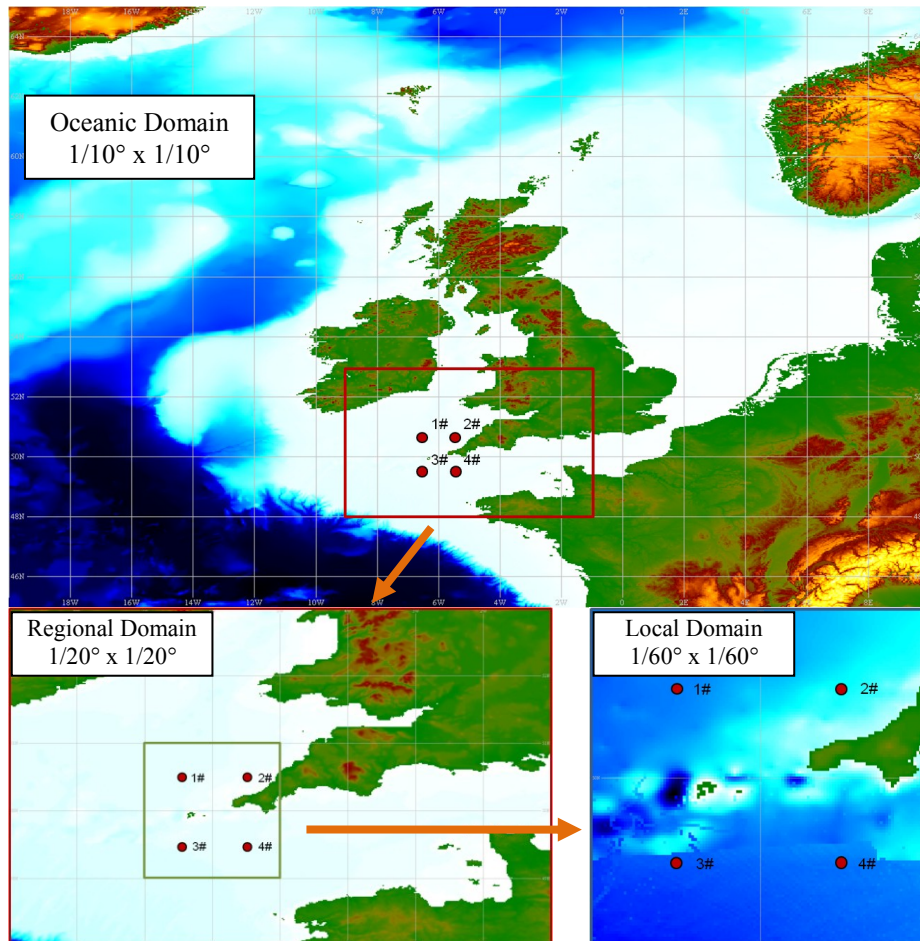 64N
Oceanic Domain
1/10° x 1/10°
60N
52N
1# 2#
50N
3# 4#
48N
46N
18W 16W 14W 12W 10W 8W 6W 4W 2W 0 2E 4E 6E 8E
Regional Domain
1/20° x 1/20°
1# 2#
3# 4#
Local Domain
1/60° x 1/60°
1# 2#
3# 4#